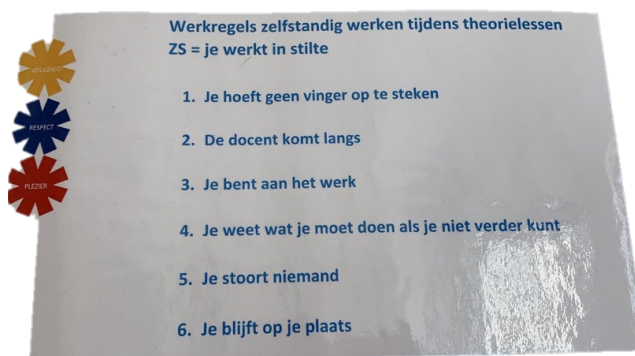 Werkregels zelfstandig werken tijdens theorielessen
ZS = je werkt in stilte
VEILIGHEID
RESPECT
PLEZIER
1. Je hoeft geen vinger op te steken
2. De docent komt langs
3. Je bent aan het werk
4. Je weet wat je moet doen als je niet verder kunt
5. Je stoort niemand
6. Je blijft op je plaats